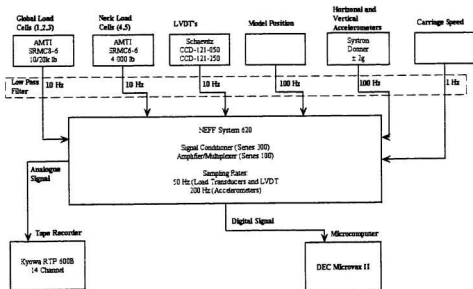 Global Load
Cells (1,2,3)
Neck Load
Cells (4,5)
LVDT's
Model Position
Horizontal and
Vertical
Accelerometers
Carriage Speed
AMTI
SRMC8-6
10/20k lb
AMTI
SRMC6-6
4 000 lb
Schaevitz
CCD-121-050
CCD-121-250
Systron
Donner
± 2g
Low Pass
Filter
10 Hz
10 Hz
10 Hz
100 Hz
100 Hz
1 Hz
NEFF System 620
Signal Conditioner (Series 300)
Amplifier/Multiplexer (Series 100)
Sampling Rates:
50 Hz (Load Transducers and LVDT
200 Hz (Accelerometers)
Analogue
Signal
Digital Signal
Tape Recorder
Microcomputer
Kyowa RTP 600B
14 Channel
DEC Microvax II